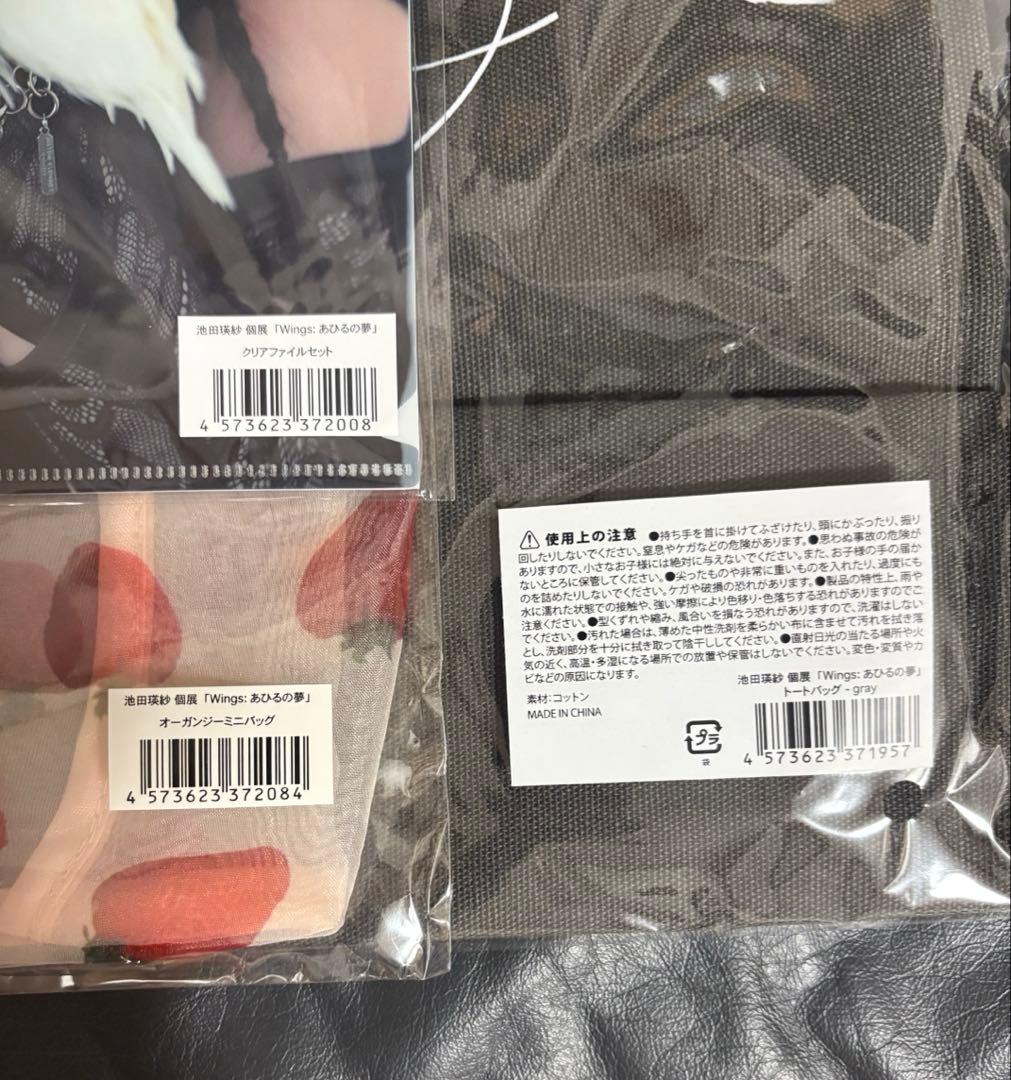 池田瑛紗 個展「Wings: あひるの夢」
クリアファイルセット
4 573623 372008
池田瑛紗 個展「Wings: あひるの夢」
オーガンジーミニバッグ
4 573623 372084
使用上の注意 ●持ち手を首に掛けてふざけたり、頭にかぶったり、振り
回したりしないでください。窒息やケガなどの危険があります。●思わぬ事故の危険が
ありますので、小さなお子様には絶対に与えないでください。また、お子様の手の届か
ないところに保管してください。●尖ったものや非常に重いものを入れたり、過度にも
のを詰めたりしないでください。ケガや破損の恐れがあります。●製品の特性上、雨や
水に濡れた状態での接触や、強い摩擦により色移り・色落ちする恐れがありますのでご
注意ください。●型くずれや縮み、風合いを損なう恐れがありますので、洗濯はしない
でください。●汚れた場合は、薄めた中性洗剤を柔らかい布に含ませて汚れを拭き落
とし、洗剤部分を十分に拭き取って陰干ししてください。●直射日光の当たる場所や火
気の近く、高温・多湿になる場所での放置や保管はしないでください。変色・変質やカ
ビなどの原因になります。
素材:コットン
MADE IN CHINA
プラ
袋
池田瑛紗 個展「Wings: あひるの夢」
トートバッグ - gray
4 573623 371957